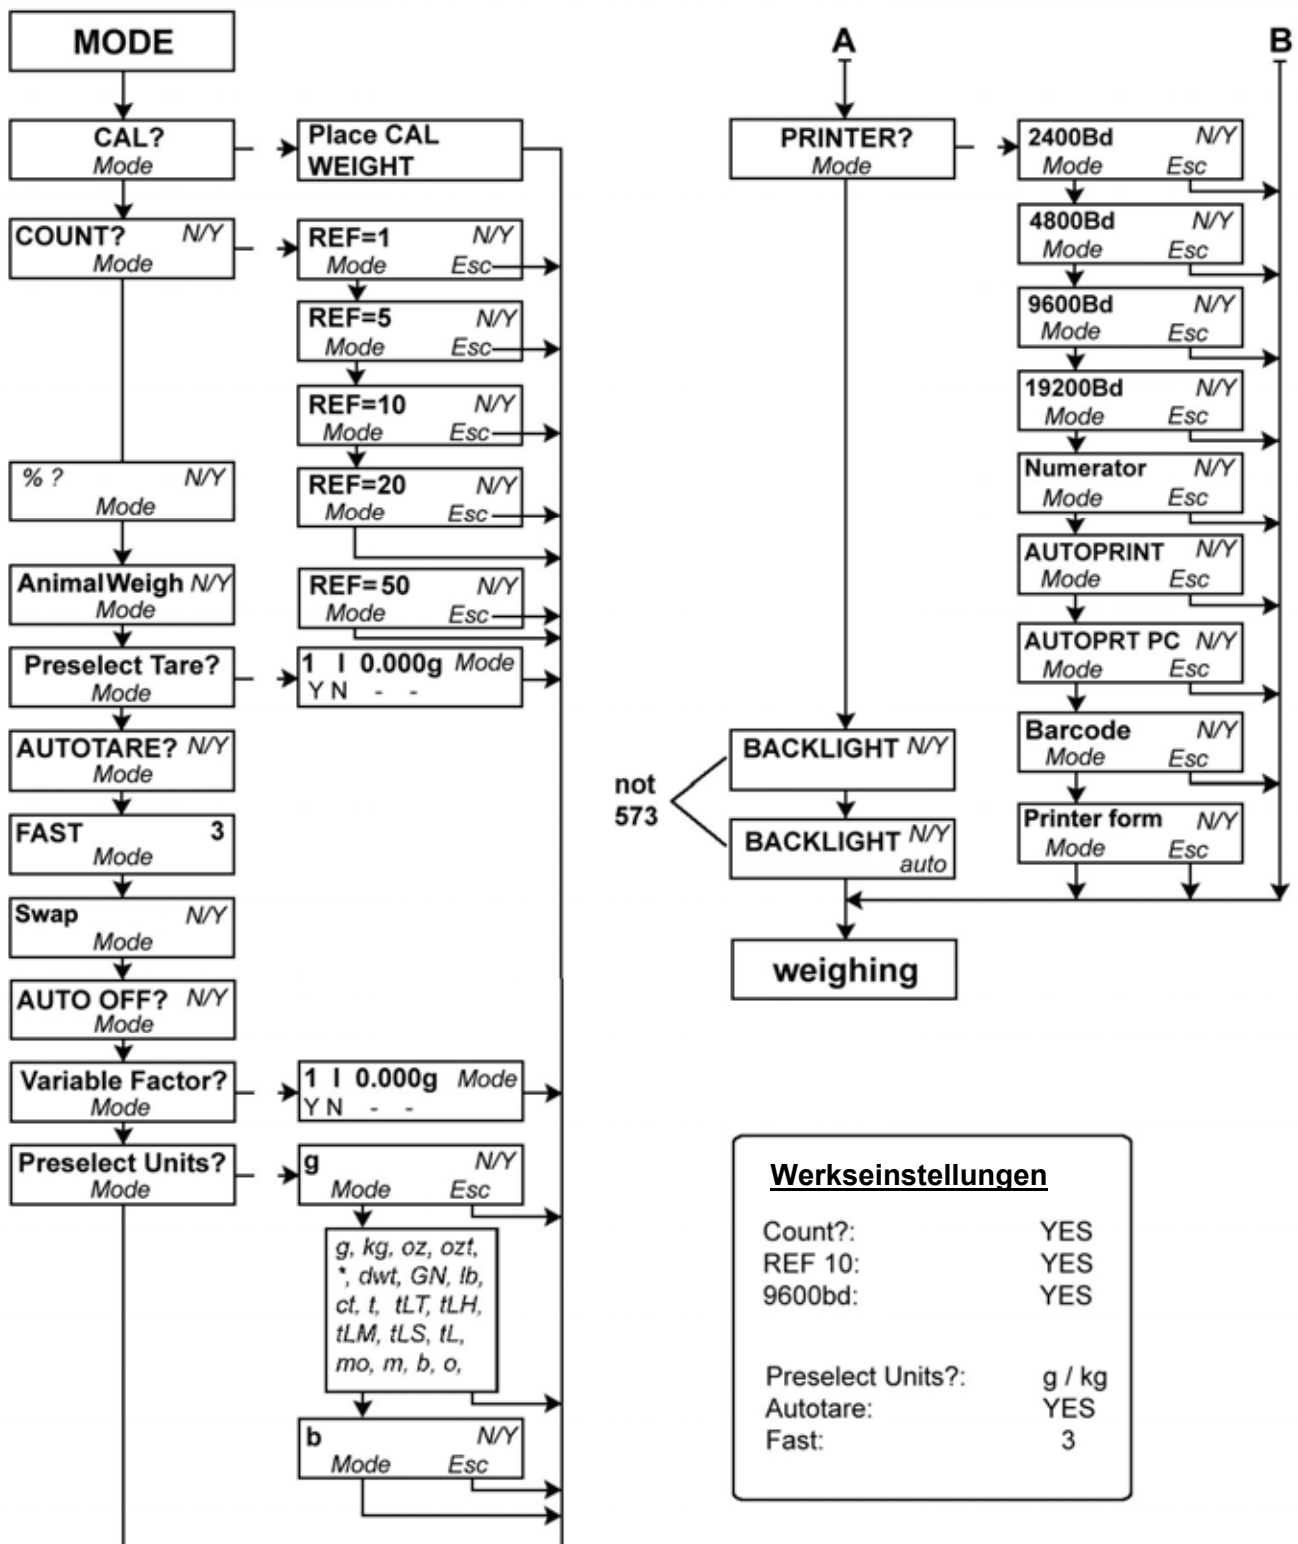 MODE
CAL?
Mode
Place CAL
WEIGHT
COUNT? N/Y
Mode
REF=1 N/Y
Mode Esc
REF=5 N/Y
Mode Esc
REF=10 N/Y
Mode Esc
REF=20 N/Y
Mode Esc
% ? N/Y
Mode
AnimalWeigh N/Y
Mode
REF=50 N/Y
Mode Esc
Preselect Tare?
Mode
1 I 0.000g Mode
Y N - -
AUTOTARE? N/Y
Mode
FAST 3
Mode
Swap N/Y
Mode
AUTO OFF? N/Y
Mode
Variable Factor?
Mode
1 I 0.000g Mode
Y N - -
Preselect Units?
Mode
g N/Y
Mode Esc
g, kg, oz, ozt,
*, dwt, GN, lb,
ct, t, tLT, tLH,
tLM, tLS, tL,
mo, m, b, o,
b N/Y
Mode Esc
A
B
PRINTER?
Mode
2400Bd N/Y
Mode Esc
4800Bd N/Y
Mode Esc
9600Bd N/Y
Mode Esc
19200Bd N/Y
Mode Esc
Numerator N/Y
Mode Esc
AUTOPRINT N/Y
Mode Esc
AUTOPRT PC N/Y
Mode Esc
Barcode N/Y
Mode Esc
Printer form N/Y
Mode Esc
not
573
BACKLIGHT N/Y
BACKLIGHT N/Y
auto
weighing
Werkseinstellungen
Count?: YES
REF 10: YES
9600bd: YES
Preselect Units?: g / kg
Autotare: YES
Fast: 3